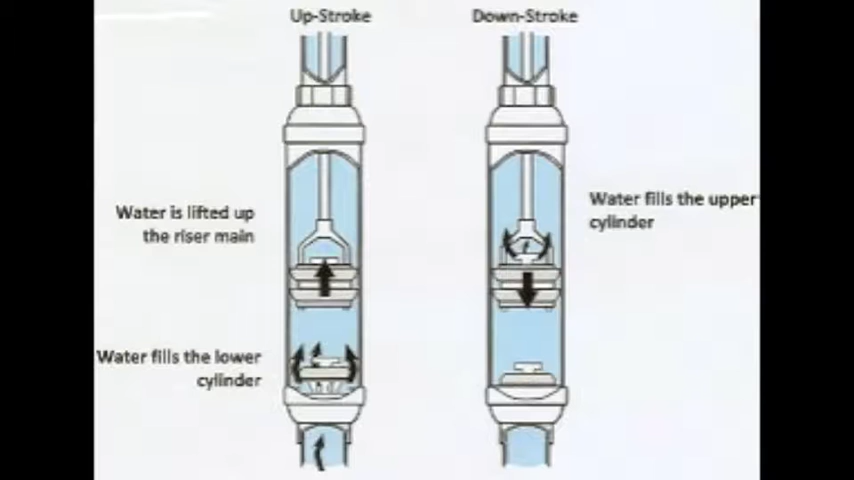 Up-Stroke
Down-Stroke
Water is lifted up
the riser main
Water fills the upper
cylinder
Water fills the lower
cylinder